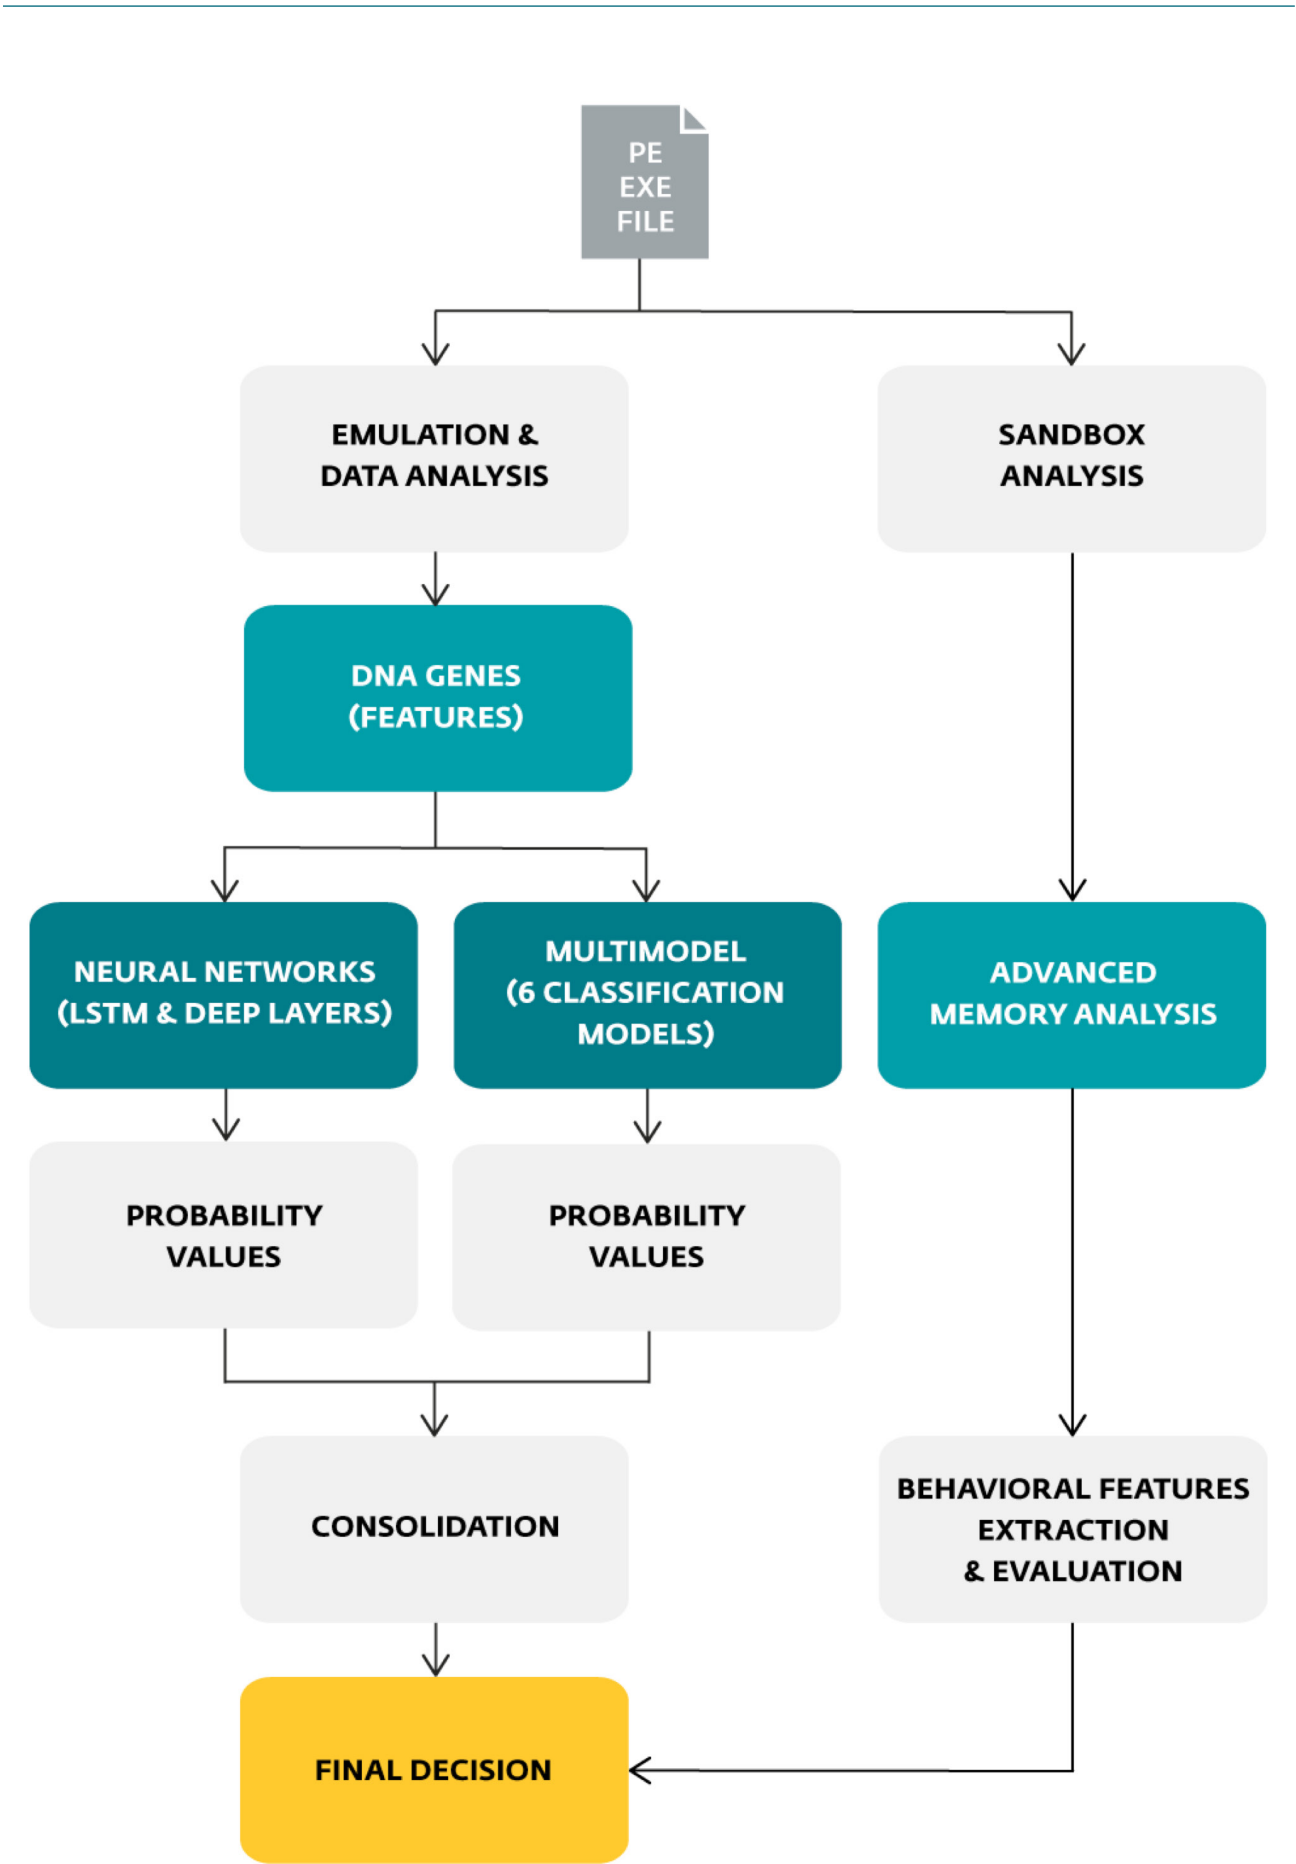 PE
EXE
FILE
EMULATION &
DATA ANALYSIS
SANDBOX
ANALYSIS
DNA GENES
(FEATURES)
NEURAL NETWORKS
(LSTM & DEEP LAYERS)
MULTIMODEL
(6 CLASSIFICATION
MODELS)
ADVANCED
MEMORY ANALYSIS
PROBABILITY
VALUES
PROBABILITY
VALUES
CONSOLIDATION
BEHAVIORAL FEATURES
EXTRACTION
& EVALUATION
FINAL DECISION